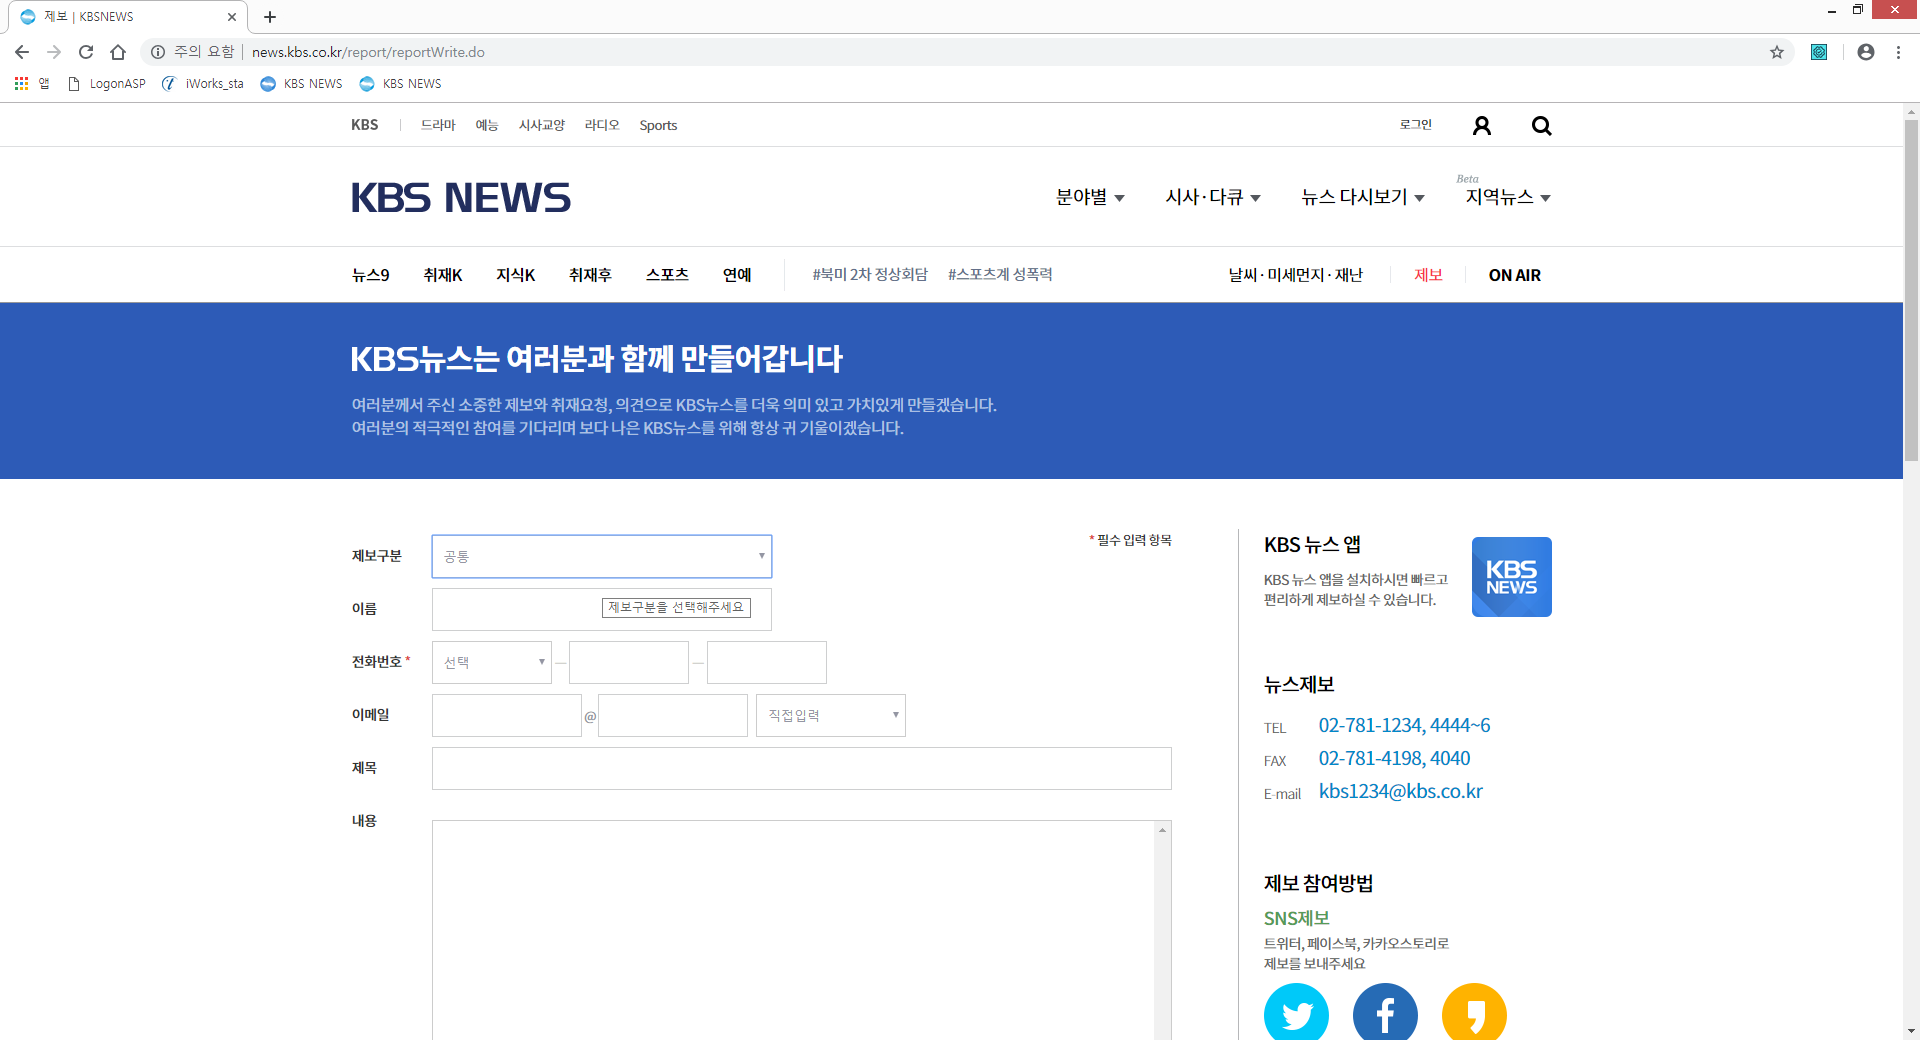 제보 | KBSNEWS
주의 요함 | news.kbs.co.kr/report/reportWrite.do
앱 LogonASP iWorks_sta KBS NEWS KBS NEWS
KBS | 드라마 예능 시사교양 라디오 Sports 로그인
KBS NEWS
분야별 시사·다큐 뉴스 다시보기 Beta 지역뉴스
뉴스9 취재K 지식K 취재후 스포츠 연예 #북미 2차 정상회담 #스포츠계 성폭력 날씨·미세먼지·재난 제보 ON AIR
KBS뉴스는 여러분과 함께 만들어갑니다
여러분께서 주신 소중한 제보와 취재요청, 의견으로 KBS뉴스를 더욱 의미 있고 가치있게 만들겠습니다.
여러분의 적극적인 참여를 기다리며 보다 나은 KBS뉴스를 위해 항상 귀 기울이겠습니다.
* 필수 입력 항목
제보구분 공통
이름 제보구분을 선택해주세요
전화번호 * 선택 — —
이메일 @ 직접입력
제목
내용
KBS 뉴스 앱
KBS 뉴스 앱을 설치하시면 빠르고
편리하게 제보하실 수 있습니다.
KBS
NEWS
뉴스제보
TEL 02-781-1234, 4444~6
FAX 02-781-4198, 4040
E-mail kbs1234@kbs.co.kr
제보 참여방법
SNS제보
트위터, 페이스북, 카카오스토리로
제보를 보내주세요